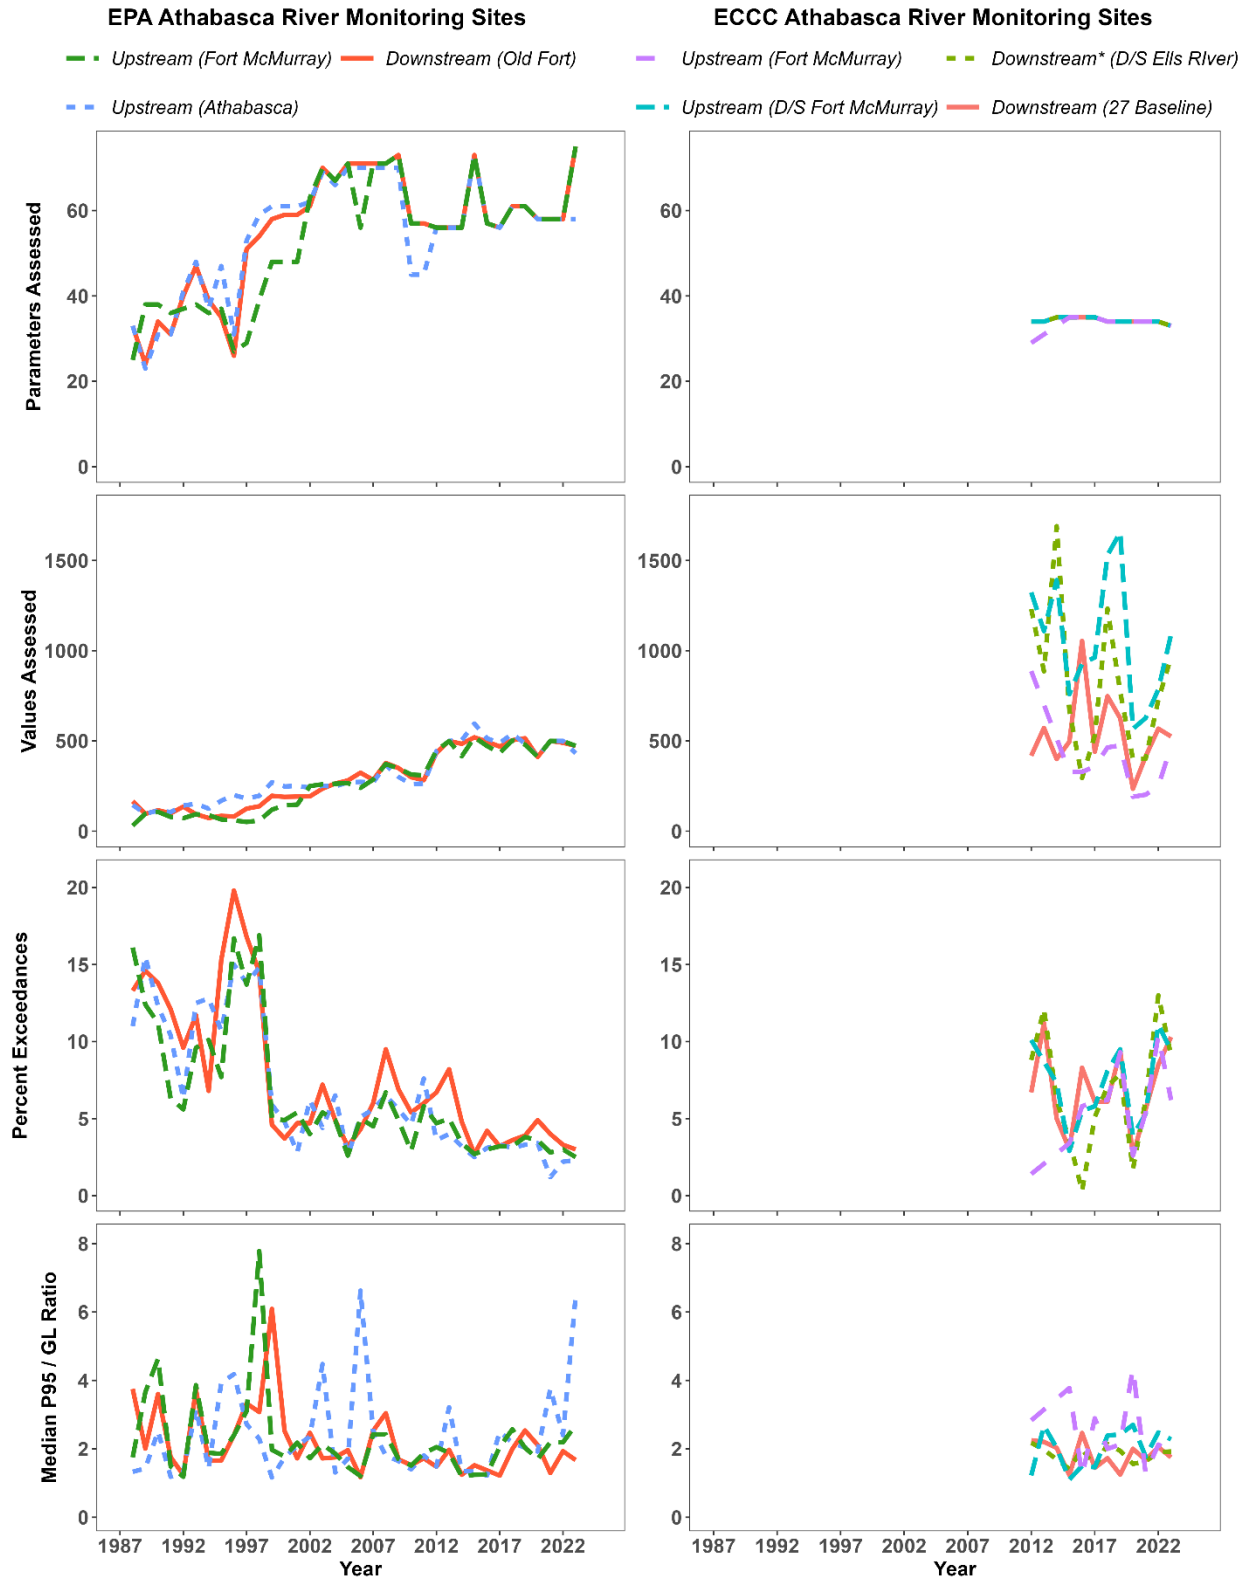 EPA Athabasca River Monitoring Sites
Upstream (Fort McMurray) Downstream (Old Fort)
Upstream (Athabasca)
ECCC Athabasca River Monitoring Sites
Upstream (Fort McMurray) Downstream* (D/S Ells RIver)
Upstream (D/S Fort McMurray) Downstream (27 Baseline)
Parameters Assessed
60
40
20
0
60
40
20
0
Values Assessed
1500
1000
500
0
1500
1000
500
0
Percent Exceedances
20
15
10
5
0
20
15
10
5
0
Median P95 / GL Ratio
8
6
4
2
0
8
6
4
2
0
1987 1992 1997 2002 2007 2012 2017 2022
Year
1987 1992 1997 2002 2007 2012 2017 2022
Year